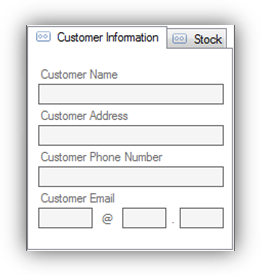 Customer Information Stock
Customer Name
Customer Address
Customer Phone Number
Customer Email
@ .